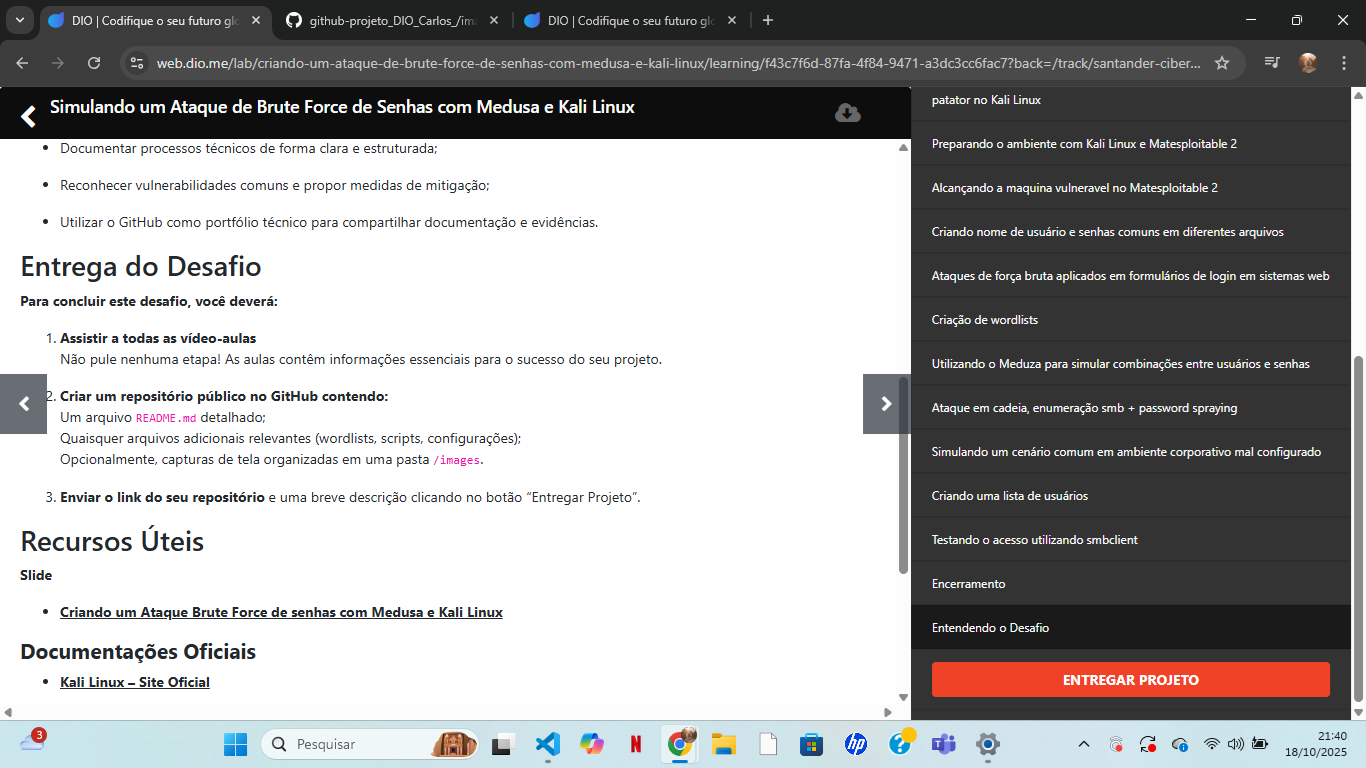 DIO | Codifique o seu futuro glo
github-projeto_DIO_Carlos_/ima
DIO | Codifique o seu futuro glo
web.dio.me/lab/criando-um-ataque-de-brute-force-de-senhas-com-medusa-e-kali-linux/learning/f43c7f6d-87fa-4f84-9471-a3dc3cc6fac7?back=/track/santander-ciber...
Simulando um Ataque de Brute Force de Senhas com Medusa e Kali Linux
Documentar processos técnicos de forma clara e estruturada;
Reconhecer vulnerabilidades comuns e propor medidas de mitigação;
Utilizar o GitHub como portfólio técnico para compartilhar documentação e evidências.
Entrega do Desafio
Para concluir este desafio, você deverá:
1. Assistir a todas as vídeo-aulas
Não pule nenhuma etapa! As aulas contêm informações essenciais para o sucesso do seu projeto.
2. Criar um repositório público no GitHub contendo:
Um arquivo README.md detalhado;
Quaisquer arquivos adicionais relevantes (wordlists, scripts, configurações);
Opcionalmente, capturas de tela organizadas em uma pasta /images.
3. Enviar o link do seu repositório e uma breve descrição clicando no botão “Entregar Projeto”.
Recursos Úteis
Slide
Criando um Ataque Brute Force de senhas com Medusa e Kali Linux
Documentações Oficiais
Kali Linux – Site Oficial
patator no Kali Linux
Preparando o ambiente com Kali Linux e Matesploitable 2
Alcançando a maquina vulneravel no Matesploitable 2
Criando nome de usuário e senhas comuns em diferentes arquivos
Ataques de força bruta aplicados em formulários de login em sistemas web
Criação de wordlists
Utilizando o Meduza para simular combinações entre usuários e senhas
Ataque em cadeia, enumeração smb + password spraying
Simulando um cenário comum em ambiente corporativo mal configurado
Criando uma lista de usuários
Testando o acesso utilizando smbclient
Encerramento
Entendendo o Desafio
ENTREGAR PROJETO
3
Pesquisar
21:40
18/10/2025